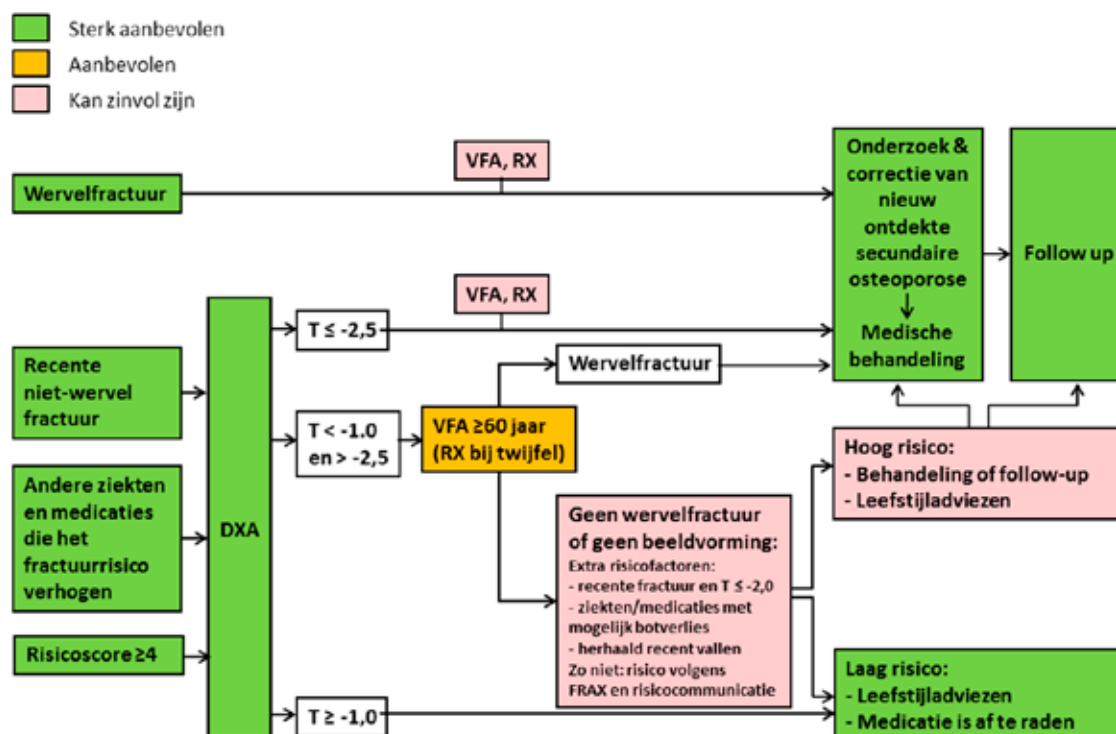 Sterk aanbevolen
Aanbevolen
Kan zinvol zijn
Wervelfractuur
VFA, RX
Onderzoek &
correctie van
nieuw
ontdekte
secundaire
osteoporose
Medische
behandeling
Follow up
Recente
niet-wervel
fractuur
Andere ziekten
en medicaties
die het
fractuurrisico
verhogen
Risicoscore ≥4
DXA
T ≤ -2,5
VFA, RX
T < -1.0
en > -2,5
VFA ≥60 jaar
(RX bij twijfel)
Wervelfractuur
Geen wervelfractuur
of geen beeldvorming:
Extra risicofactoren:
- recente fractuur en T ≤ -2,0
- ziekten/medicaties met
mogelijk botverlies
- herhaald recent vallen
Zo niet: risico volgens
FRAX en risicocommunicatie
Hoog risico:
- Behandeling of follow-up
- Leefstijladviezen
T ≥ -1,0
Laag risico:
- Leefstijladviezen
- Medicatie is af te raden